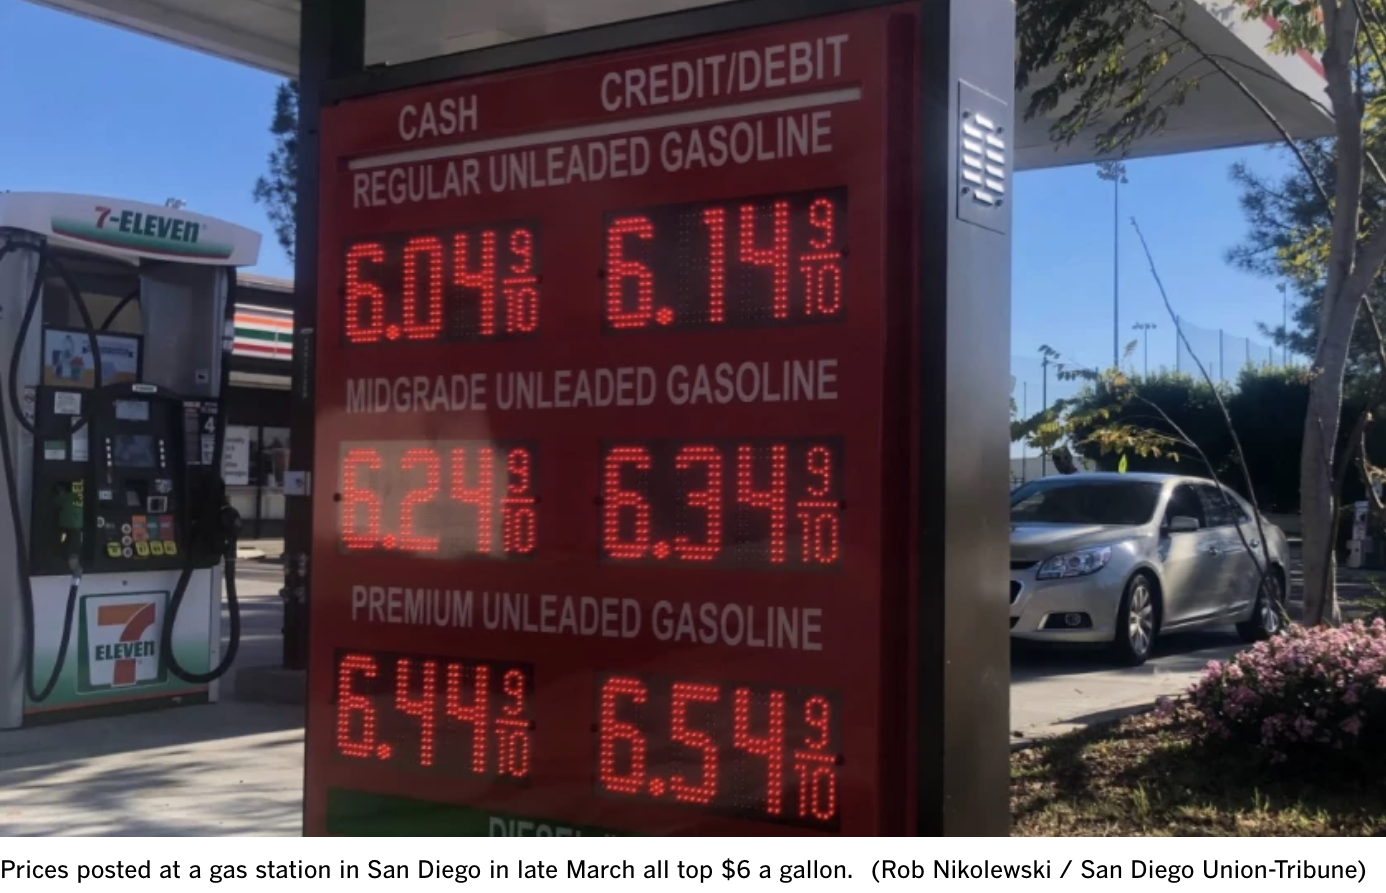 CASH CREDIT/DEBIT
REGULAR UNLEADED GASOLINE
6.04 9/10 6.14 9/10
MIDGRADE UNLEADED GASOLINE
6.24 9/10 6.34 9/10
PREMIUM UNLEADED GASOLINE
6.44 9/10 6.54 9/10
DIESEL
7-ELEVEN
7
ELEVEN
4
Prices posted at a gas station in San Diego in late March all top $6 a gallon. (Rob Nikolewski / San Diego Union-Tribune)